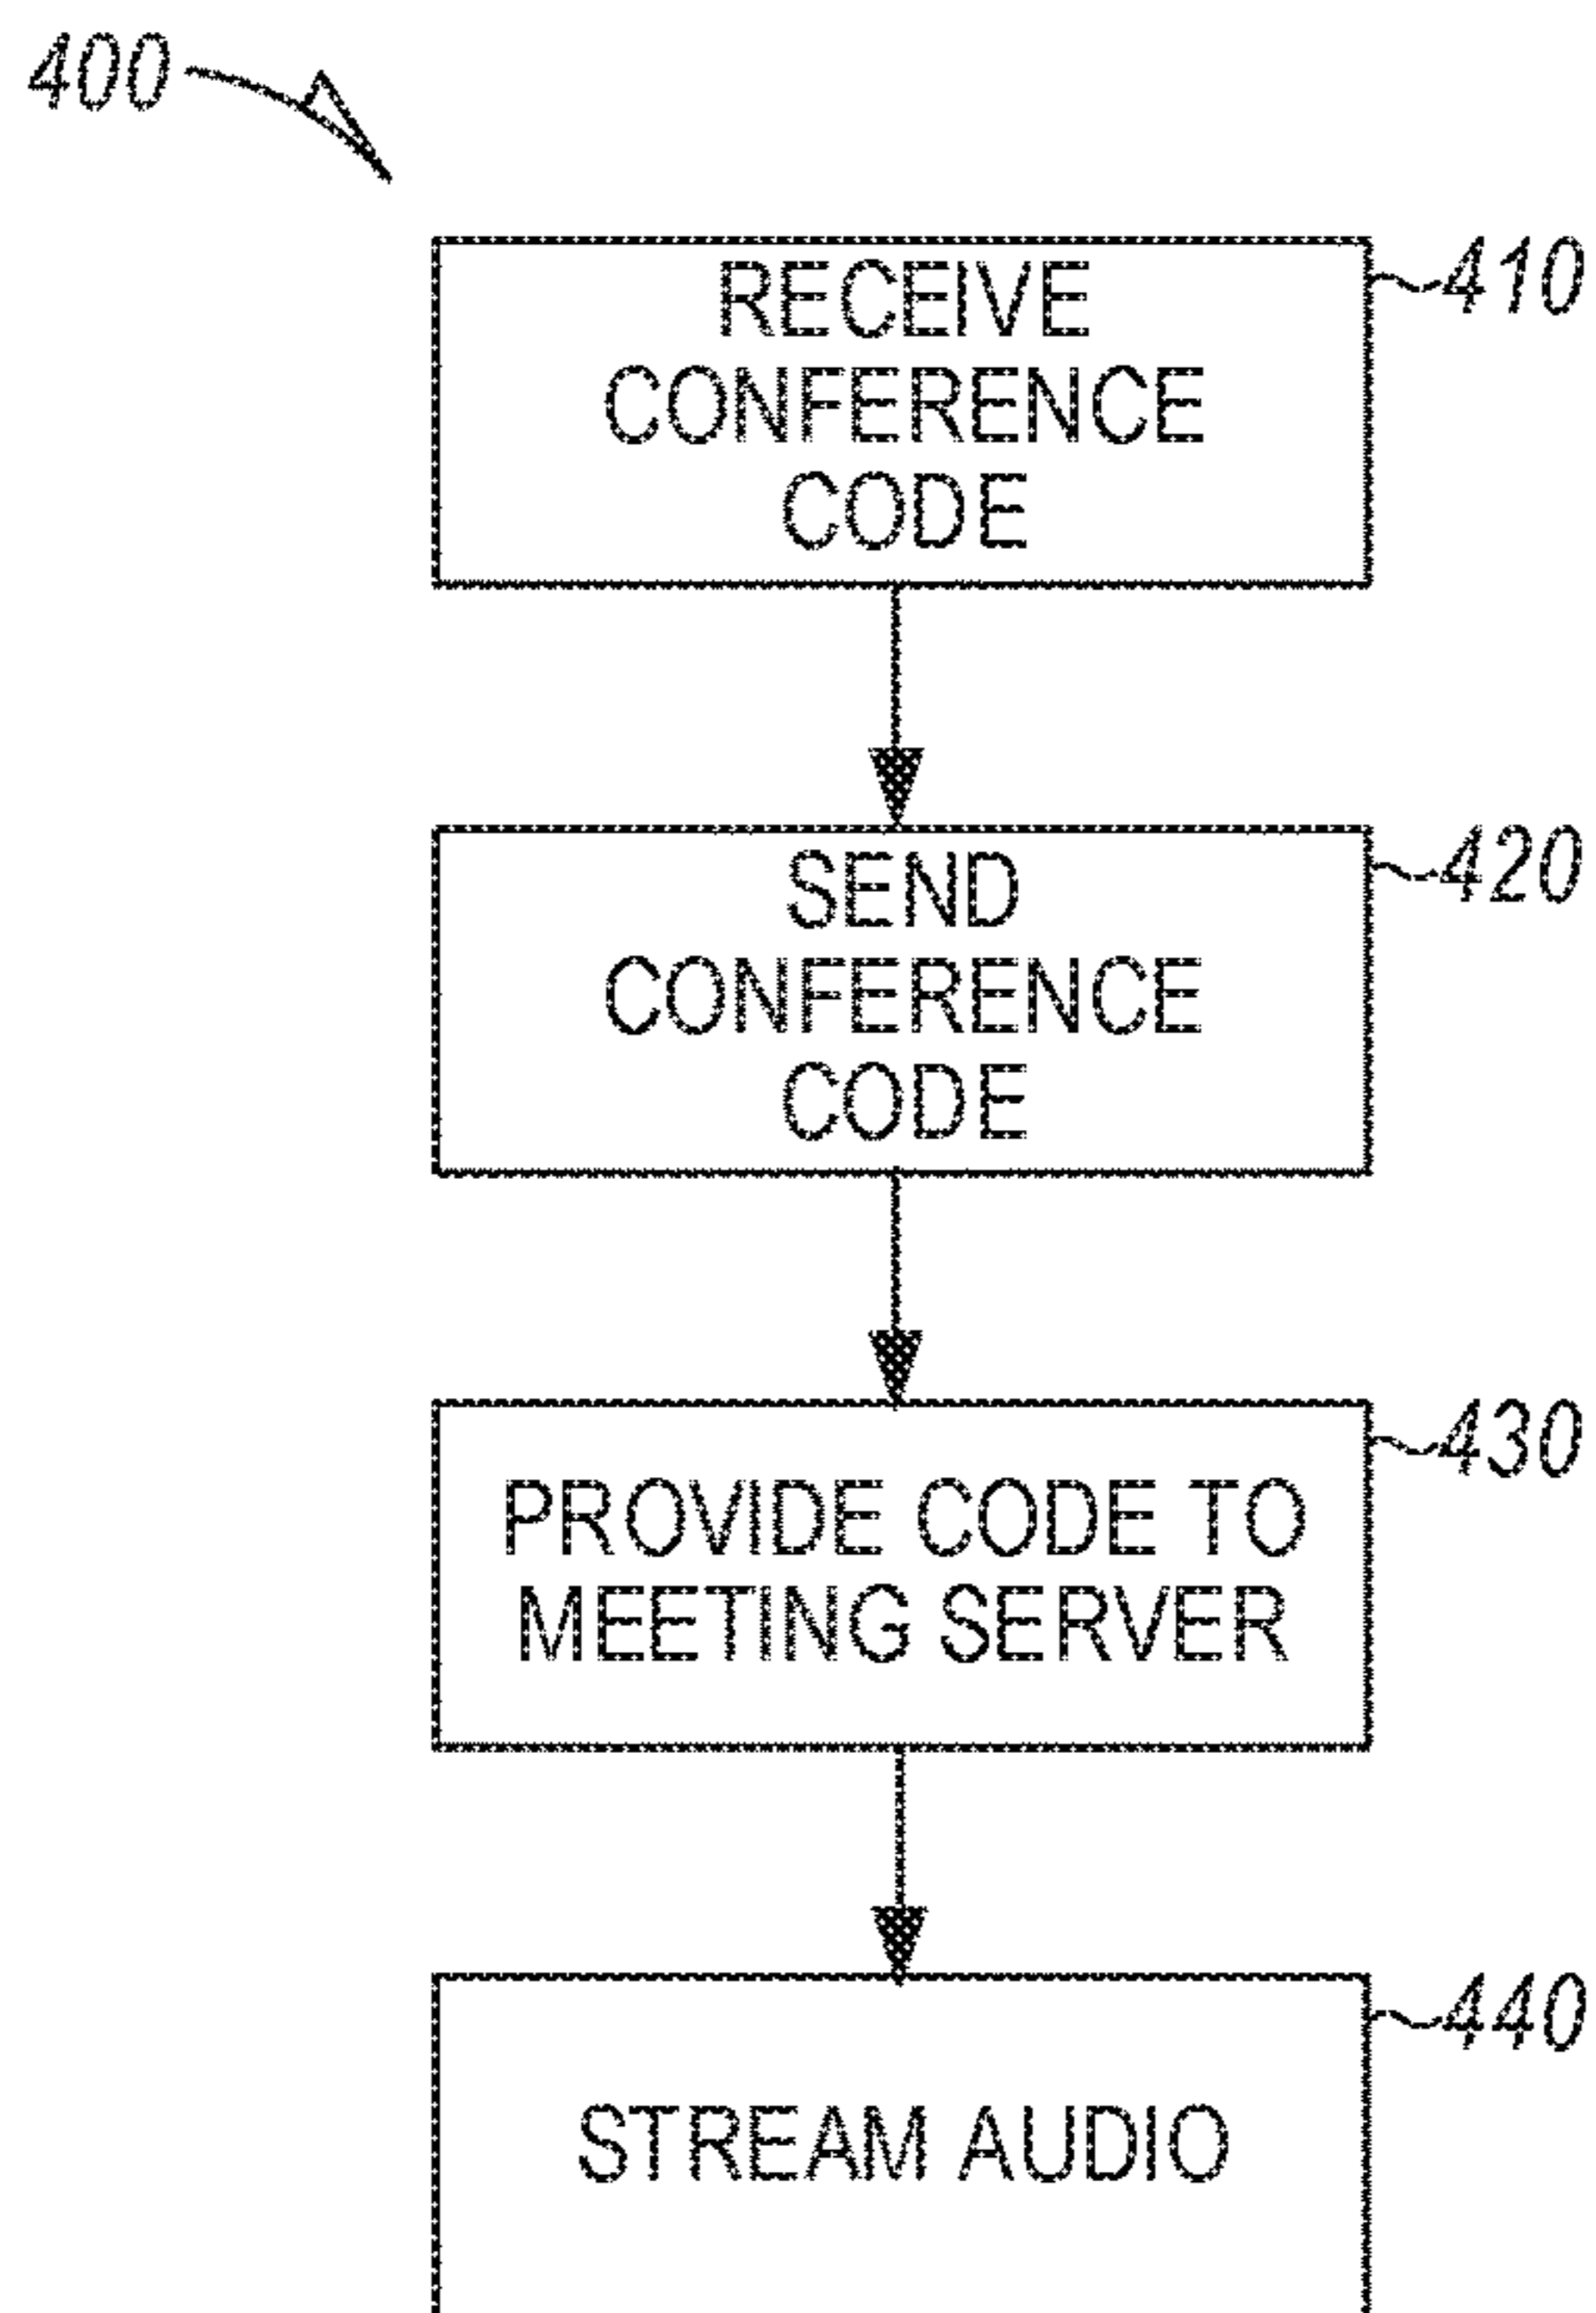 400
RECEIVE
CONFERENCE
CODE
410
SEND
CONFERENCE
CODE
420
PROVIDE CODE TO
MEETING SERVER
430
STREAM AUDIO
440